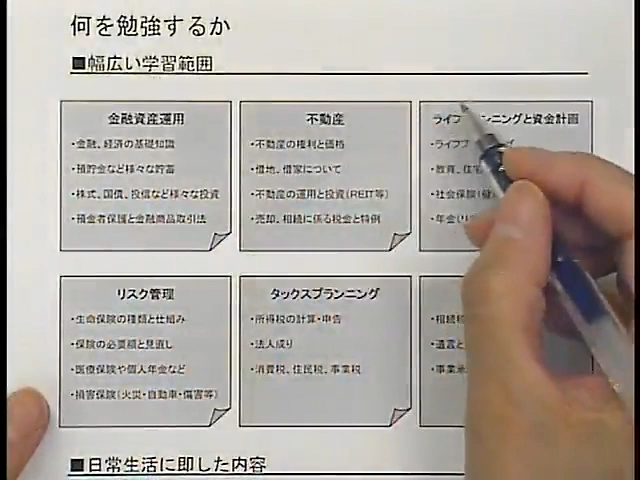 何を勉強するか
■幅広い学習範囲
金融資産運用
・金融、経済の基礎知識
・預貯金など様々な貯蓄
・株式、国債、投信など様々な投資
・預金者保護と金融商品取引法
不動産
・不動産の権利と価格
・借地、借家について
・不動産の運用と投資(REIT等)
・売却、相続に係る税金と特例
ライフ ンニングと資金計画
・ライフプ
・教育、住宅
・社会保険(健
・年金(
リスク管理
・生命保険の種類と仕組み
・保険の必要額と見直し
・医療保険や個人年金など
・損害保険(火災・自動車・傷害等)
タックスプランニング
・所得税の計算・申告
・法人成り
・消費税、住民税、事業税
・相続税
・遺言と
・事業承
■日常生活に即した内容